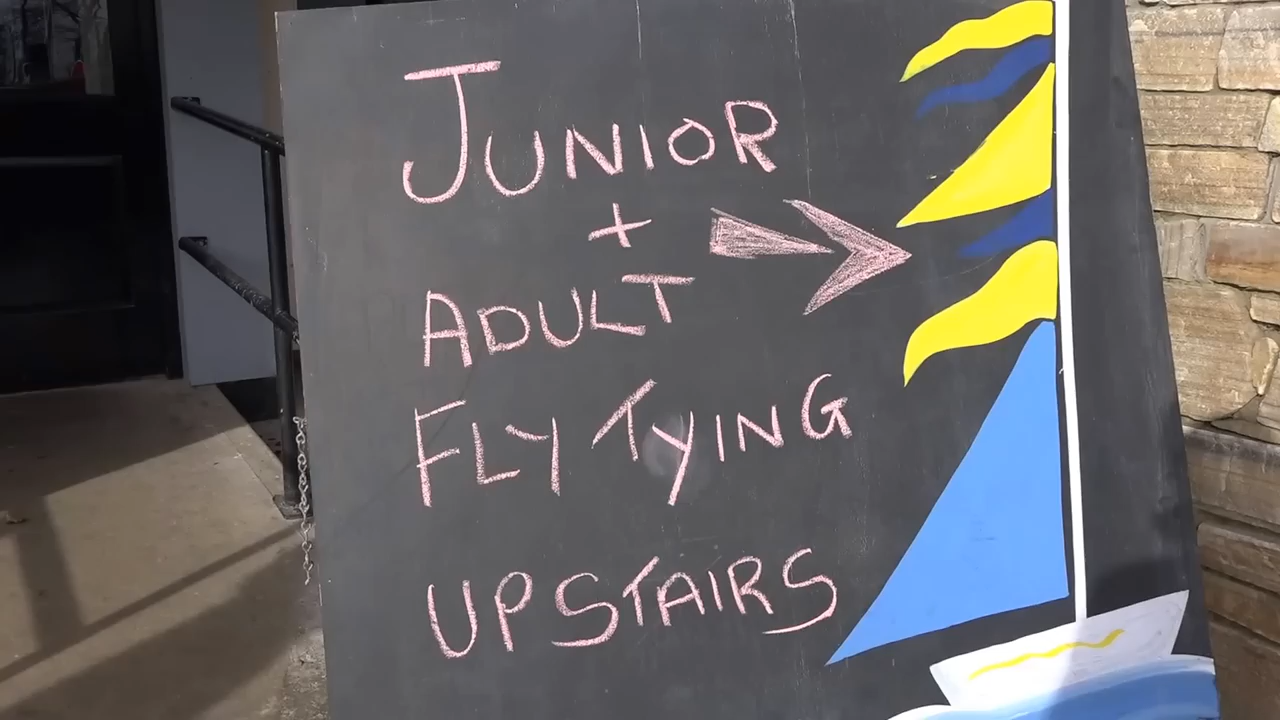 JUNIOR
+
ADULT
FLY TYING
UPSTAIRS